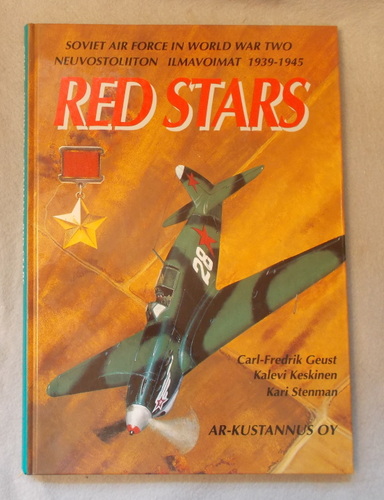 SOVIET AIR FORCE IN WORLD WAR TWO
NEUVOSTOLIITON ILMAVOIMAT 1939-1945
RED STARS
28
Carl-Fredrik Geust
Kalevi Keskinen
Kari Stenman
AR-KUSTANNUS OY